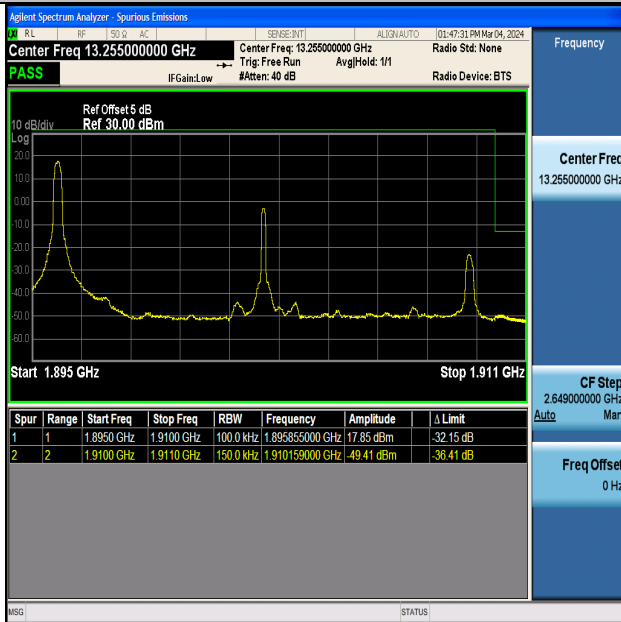 Agilent Spectrum Analyzer - Spurious Emissions
RL RF 50 Ω AC SENSE:INT ALIGNAUTO 01:47:31 PM Mar 04, 2024
Center Freq 13.255000000 GHz
Center Freq: 13.255000000 GHz
Radio Std: None
Trig: Free Run Avg|Hold: 1/1
PASS
IFGain:Low
#Atten: 40 dB
Radio Device: BTS
Frequency
Ref Offset 5 dB
10 dB/div Ref 30.00 dBm
Log
20.0
10.0
0.00
-10.0
-20.0
-30.0
-40.0
-50.0
-60.0
Start 1.895 GHz
Stop 1.911 GHz
Spur Range Start Freq Stop Freq RBW Frequency Amplitude Δ Limit
1 1 1.8950 GHz 1.9100 GHz 100.0 kHz 1.895855000 GHz 17.85 dBm -32.15 dB
2 2 1.9100 GHz 1.9110 GHz 150.0 kHz 1.910159000 GHz -49.41 dBm -36.41 dB
Center Freq
13.255000000 GHz
CF Step
2.649000000 GHz
Auto Man
Freq Offset
0 Hz
MSG
STATUS